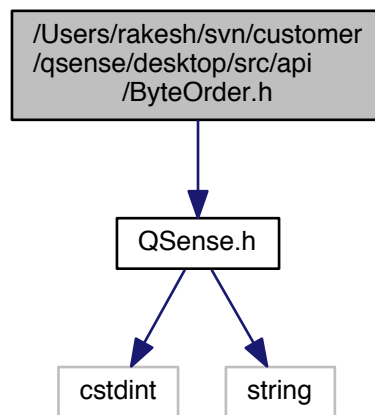 /Users/rakesh/svn/customer
/qsense/desktop/src/api
/ByteOrder.h
QSense.h
cstdint
string